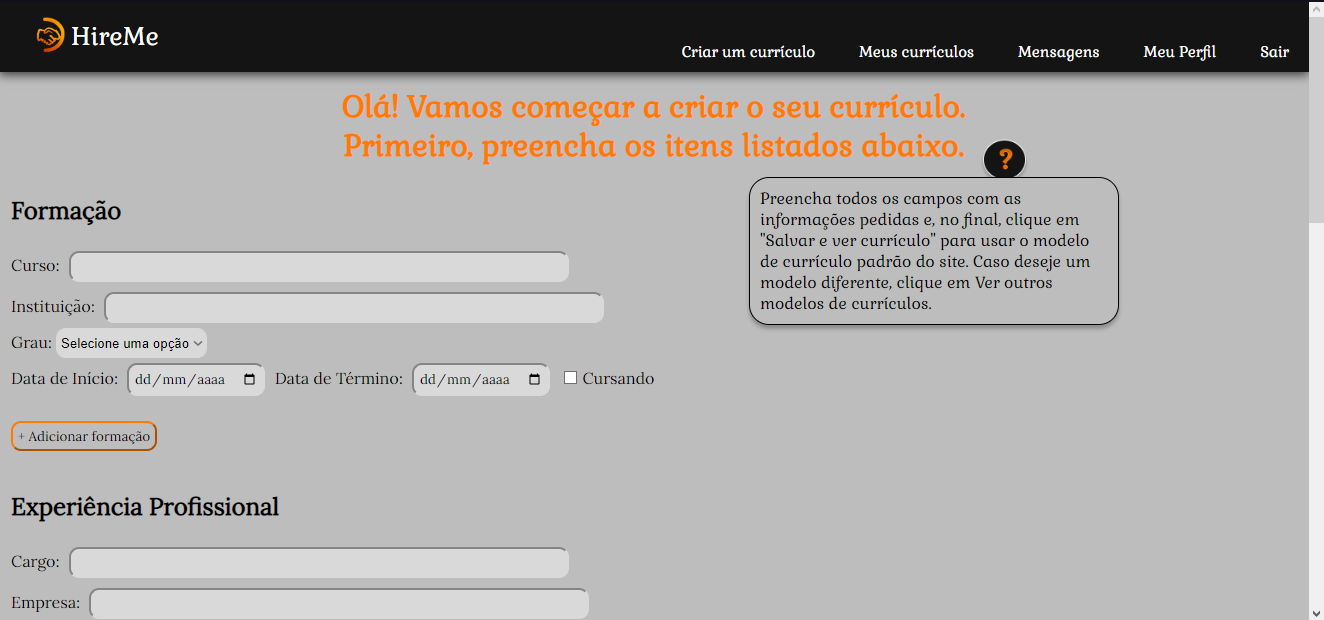 HireMe
Criar um currículo
Meus currículos
Mensagens
Meu Perfil
Sair
Olá! Vamos começar a criar o seu currículo.
Primeiro, preencha os itens listados abaixo.
?
Preencha todos os campos com as
informações pedidas e, no final, clique em
"Salvar e ver currículo" para usar o modelo
de currículo padrão do site. Caso deseje um
modelo diferente, clique em Ver outros
modelos de currículos.
Formação
Curso:
Instituição:
Grau: Selecione uma opção
Data de Início: dd/mm/aaaa Data de Término: dd/mm/aaaa Cursando
+ Adicionar formação
Experiência Profissional
Cargo:
Empresa: